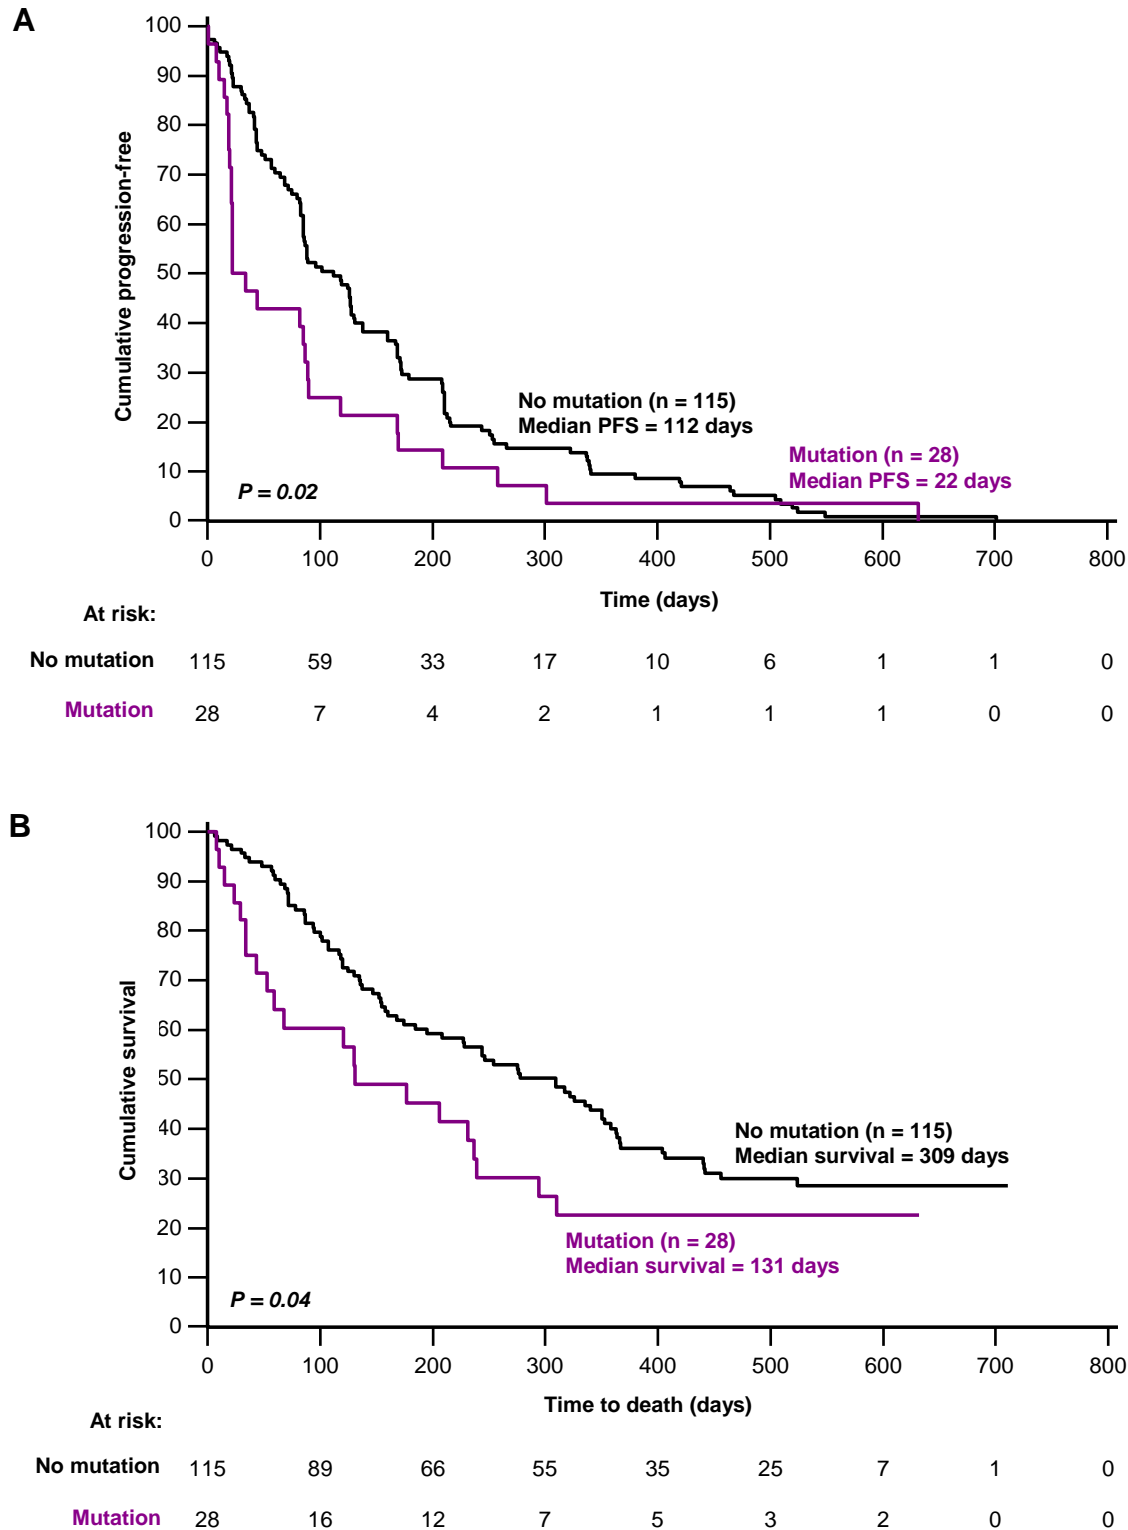 A
100
90
80
70
60
50
40
30
20
10
0
Cumulative progression-free
No mutation (n = 115)
Median PFS = 112 days
Mutation (n = 28)
Median PFS = 22 days
P = 0.02
0 100 200 300 400 500 600 700 800
Time (days)
At risk:
No mutation 115 59 33 17 10 6 1 1 0
Mutation 28 7 4 2 1 1 1 0 0
B
100
90
80
70
60
50
40
30
20
10
0
Cumulative survival
No mutation (n = 115)
Median survival = 309 days
Mutation (n = 28)
Median survival = 131 days
P = 0.04
0 100 200 300 400 500 600 700 800
Time to death (days)
At risk:
No mutation 115 89 66 55 35 25 7 1 0
Mutation 28 16 12 7 5 3 2 0 0